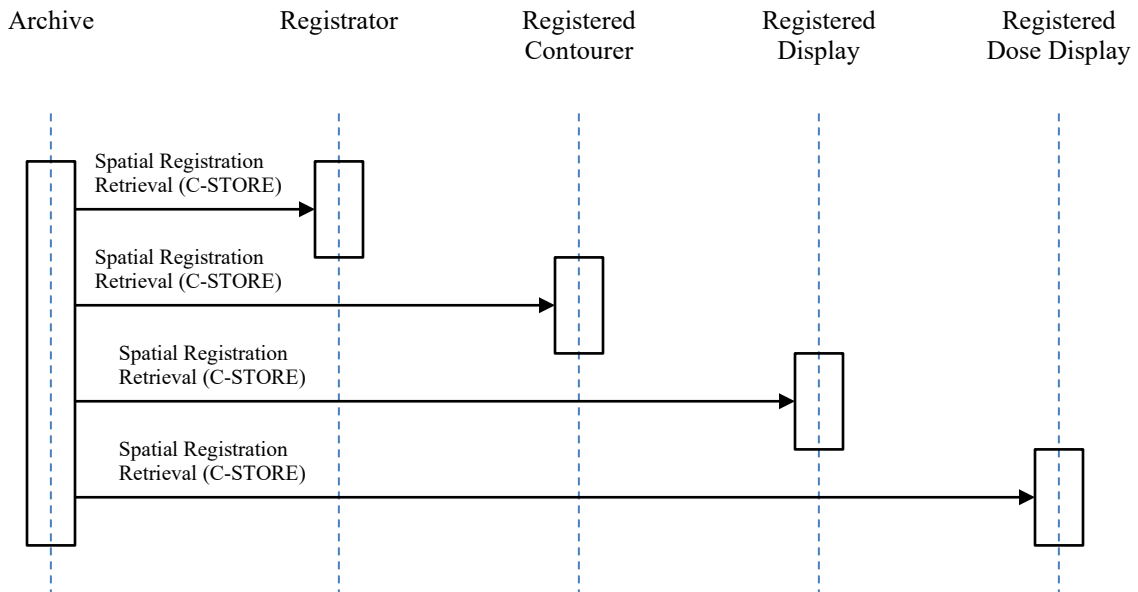 Archive
Registrator
Registered
Contourer
Registered
Display
Registered
Dose Display
Spatial Registration
Retrieval (C-STORE)
Spatial Registration
Retrieval (C-STORE)
Spatial Registration
Retrieval (C-STORE)
Spatial Registration
Retrieval (C-STORE)